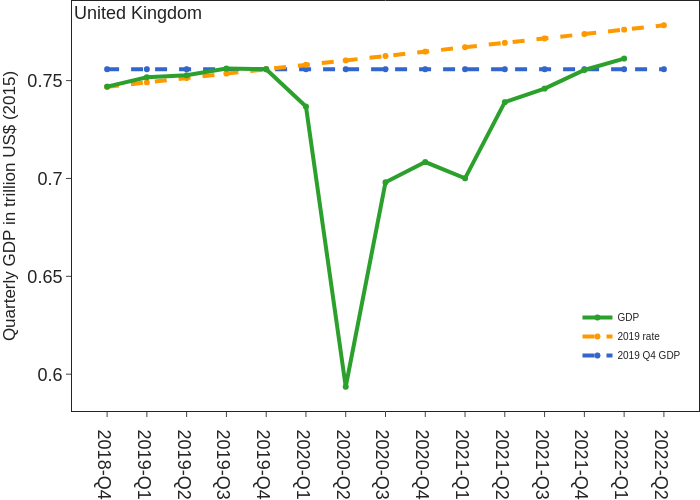 United Kingdom
Quarterly GDP in trillion US$ (2015)
0.75
0.7
0.65
0.6
GDP
2019 rate
2019 Q4 GDP
2018-Q4
2019-Q1
2019-Q2
2019-Q3
2019-Q4
2020-Q1
2020-Q2
2020-Q3
2020-Q4
2021-Q1
2021-Q2
2021-Q3
2021-Q4
2022-Q1
2022-Q2